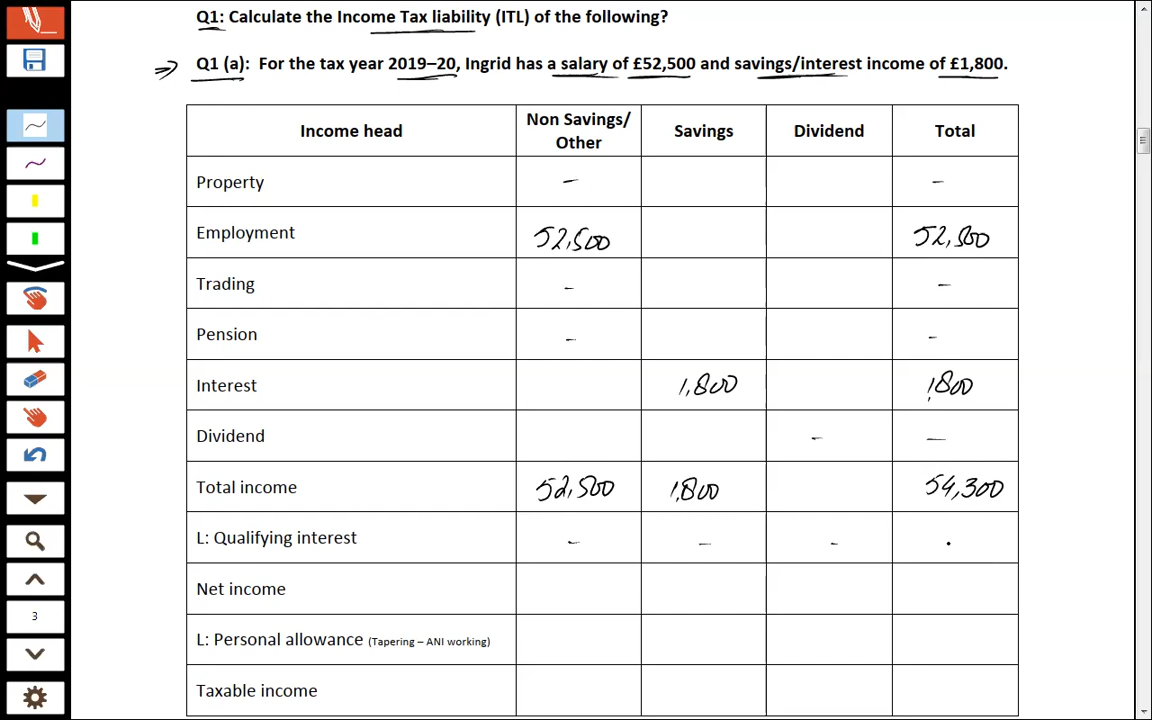 Q1: Calculate the Income Tax liability (ITL) of the following?
Q1 (a): For the tax year 2019–20, Ingrid has a salary of £52,500 and savings/interest income of £1,800.
Income head Non Savings/ Other Savings Dividend Total
Property – –
Employment 52,500 52,500
Trading – –
Pension – –
Interest 1,800 1,800
Dividend – –
Total income 52,500 1,800 54,300
L: Qualifying interest – – – .
Net income
L: Personal allowance (Tapering – ANI working)
Taxable income
3